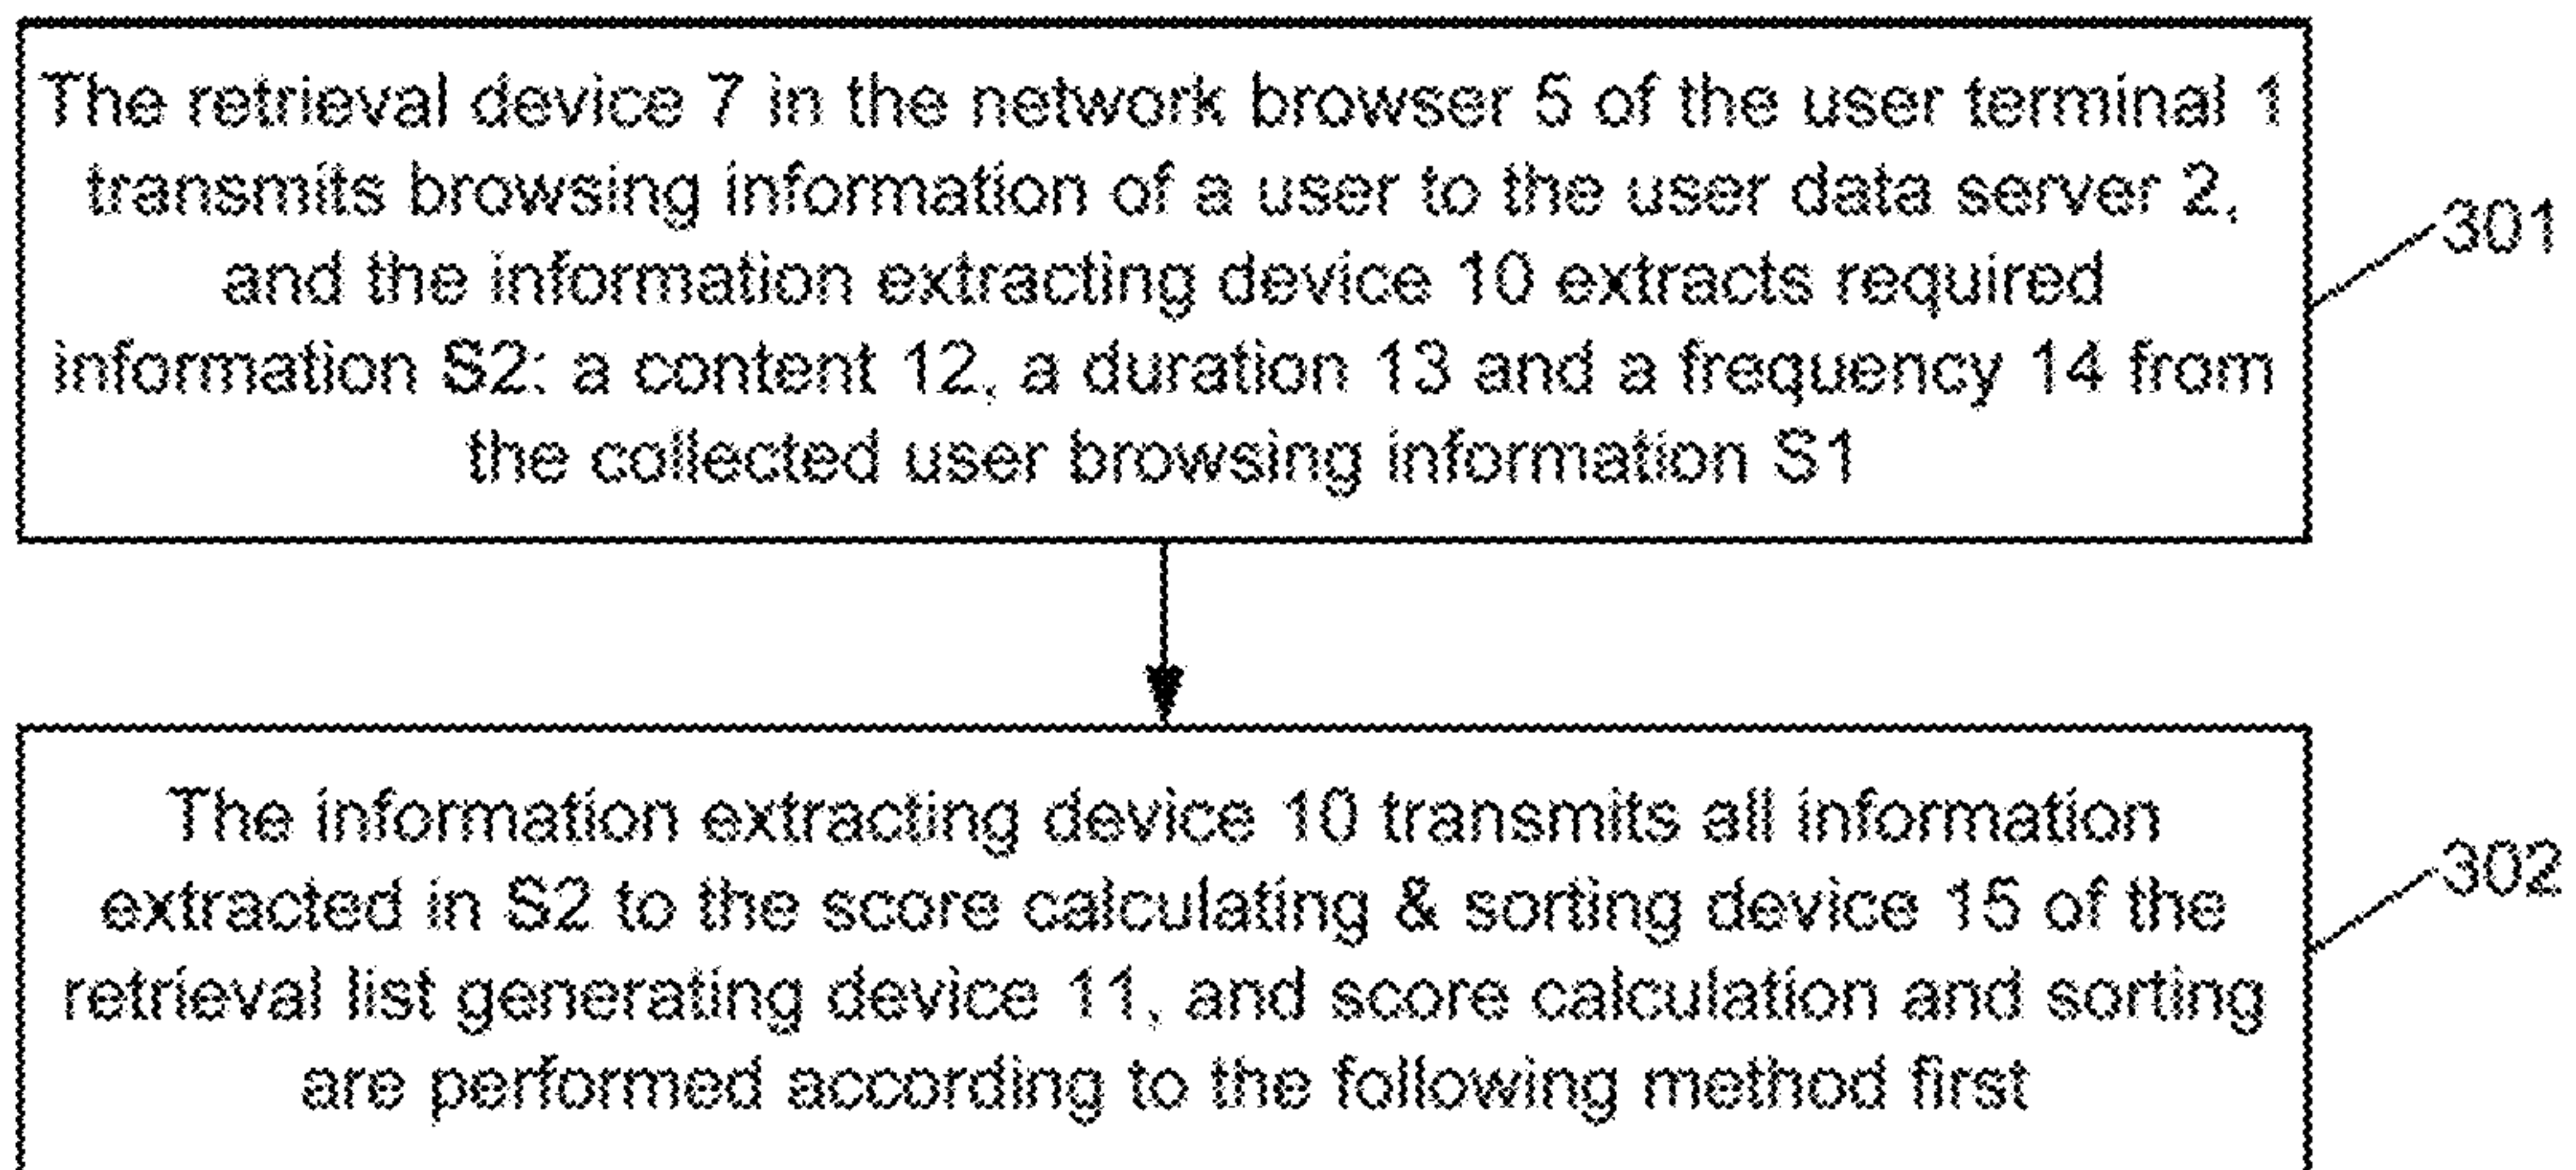 The retrieval device 7 in the network browser 5 of the user terminal 1
transmits browsing information of a user to the user data server 2,
and the information extracting device 10 extracts required
information S2: a content 12, a duration 13 and a frequency 14 from
the collected user browsing information S1
301
The information extracting device 10 transmits all information
extracted in S2 to the score calculating & sorting device 15 of the
retrieval list generating device 11, and score calculation and sorting
are performed according to the following method first
302